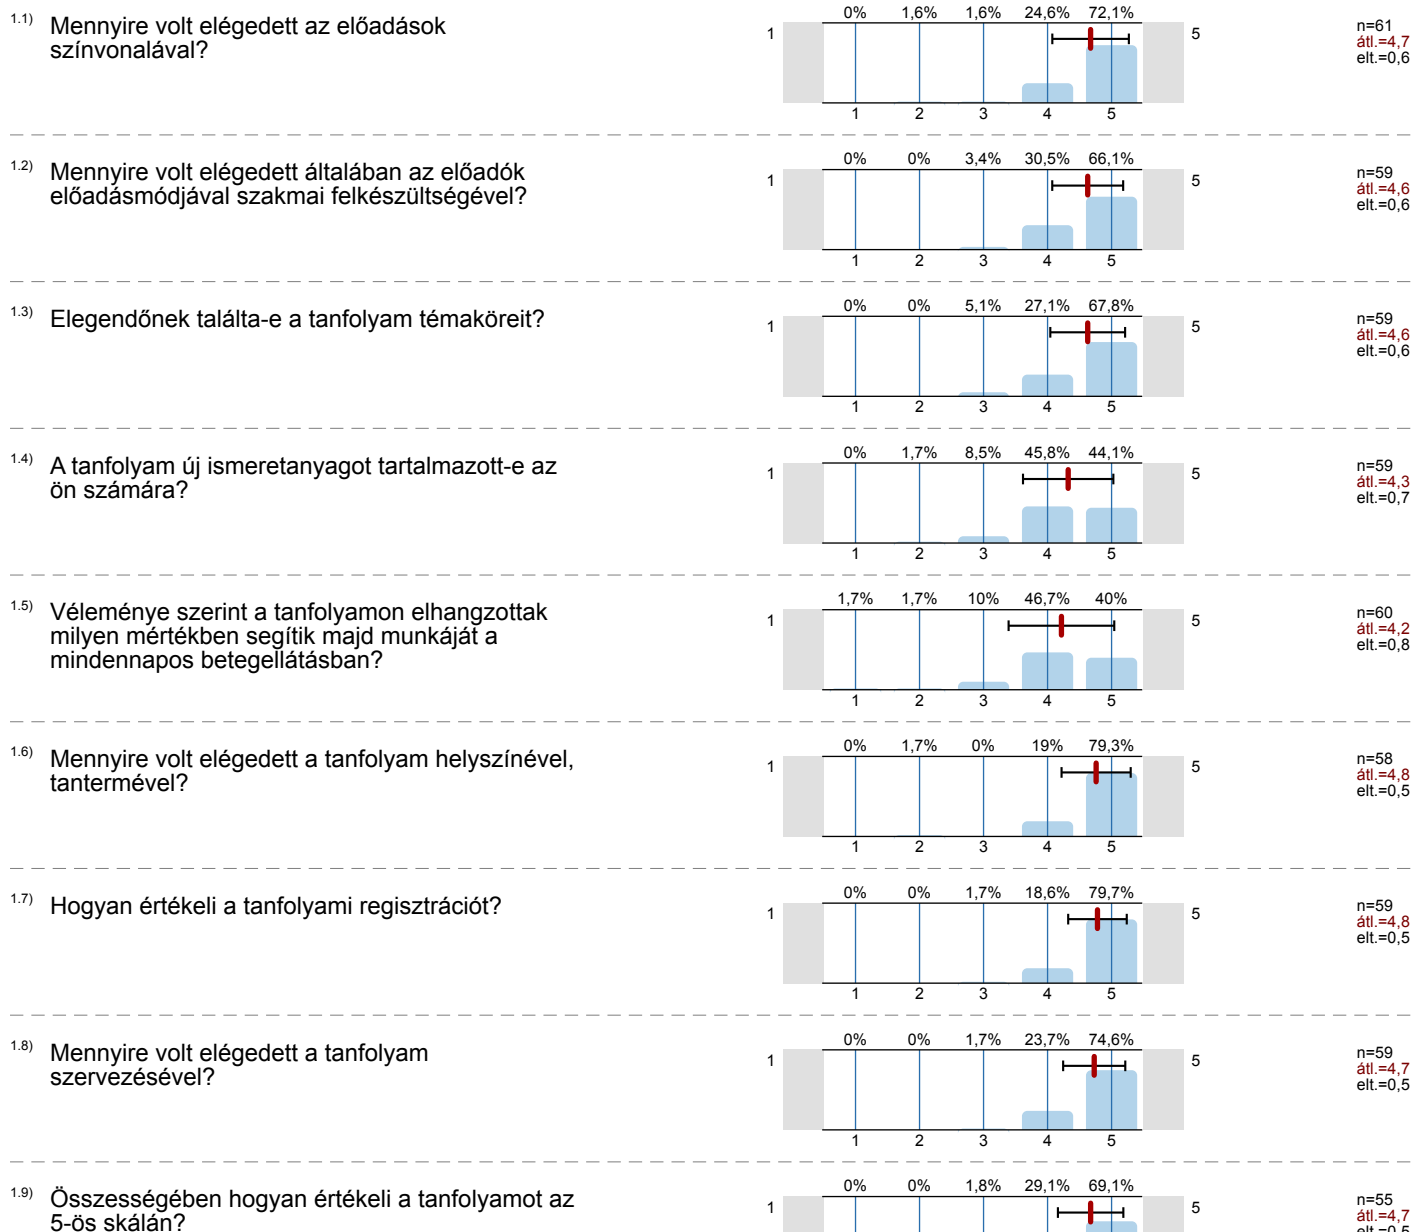 1.1) Mennyire volt elégedett az előadások
színvonalával?
0% 1,6% 1,6% 24,6% 72,1%
1 5
1 2 3 4 5
n=61
átl.=4,7
elt.=0,6
1.2) Mennyire volt elégedett általában az előadók
előadásmódjával szakmai felkészültségével?
0% 0% 3,4% 30,5% 66,1%
1 5
1 2 3 4 5
n=59
átl.=4,6
elt.=0,6
1.3) Elegendőnek találta-e a tanfolyam témaköreit?
0% 0% 5,1% 27,1% 67,8%
1 5
1 2 3 4 5
n=59
átl.=4,6
elt.=0,6
1.4) A tanfolyam új ismeretanyagot tartalmazott-e az
ön számára?
0% 1,7% 8,5% 45,8% 44,1%
1 5
1 2 3 4 5
n=59
átl.=4,3
elt.=0,7
1.5) Véleménye szerint a tanfolyamon elhangzottak
milyen mértékben segítik majd munkáját a
mindennapos betegellátásban?
1,7% 1,7% 10% 46,7% 40%
1 5
1 2 3 4 5
n=60
átl.=4,2
elt.=0,8
1.6) Mennyire volt elégedett a tanfolyam helyszínével,
tantermével?
0% 1,7% 0% 19% 79,3%
1 5
1 2 3 4 5
n=58
átl.=4,8
elt.=0,5
1.7) Hogyan értékeli a tanfolyami regisztrációt?
0% 0% 1,7% 18,6% 79,7%
1 5
1 2 3 4 5
n=59
átl.=4,8
elt.=0,5
1.8) Mennyire volt elégedett a tanfolyam
szervezésével?
0% 0% 1,7% 23,7% 74,6%
1 5
1 2 3 4 5
n=59
átl.=4,7
elt.=0,5
1.9) Összességében hogyan értékeli a tanfolyamot az
5-ös skálán?
0% 0% 1,8% 29,1% 69,1%
1 5
n=55
átl.=4,7
elt.=0,5